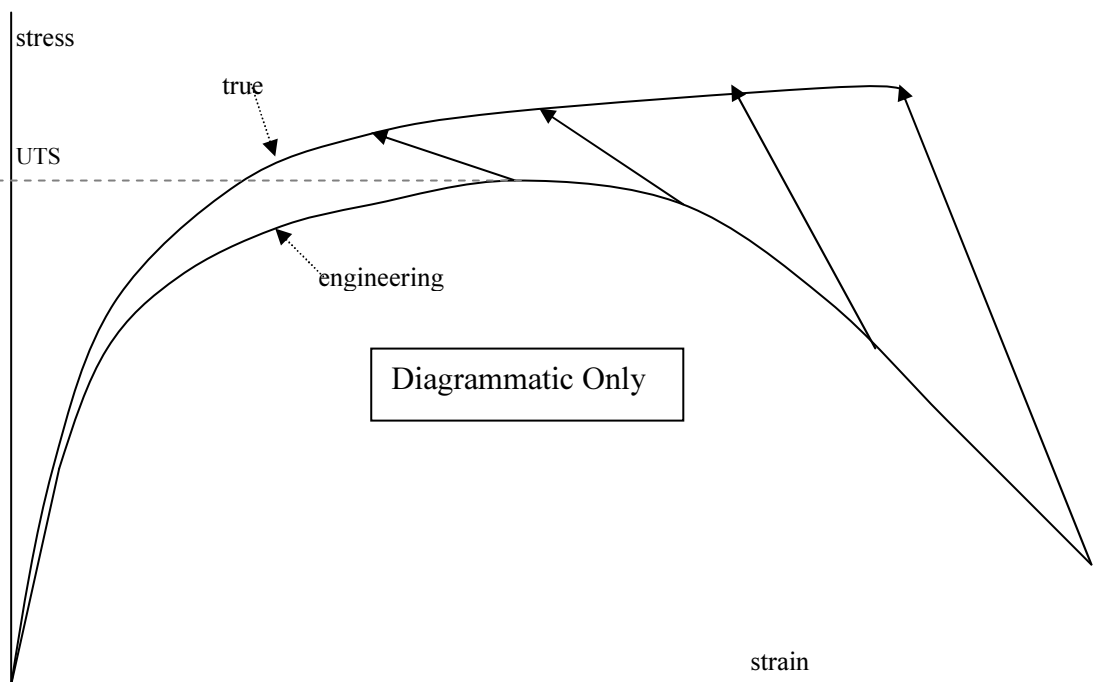 stress
true
UTS
engineering
Diagrammatic Only
strain